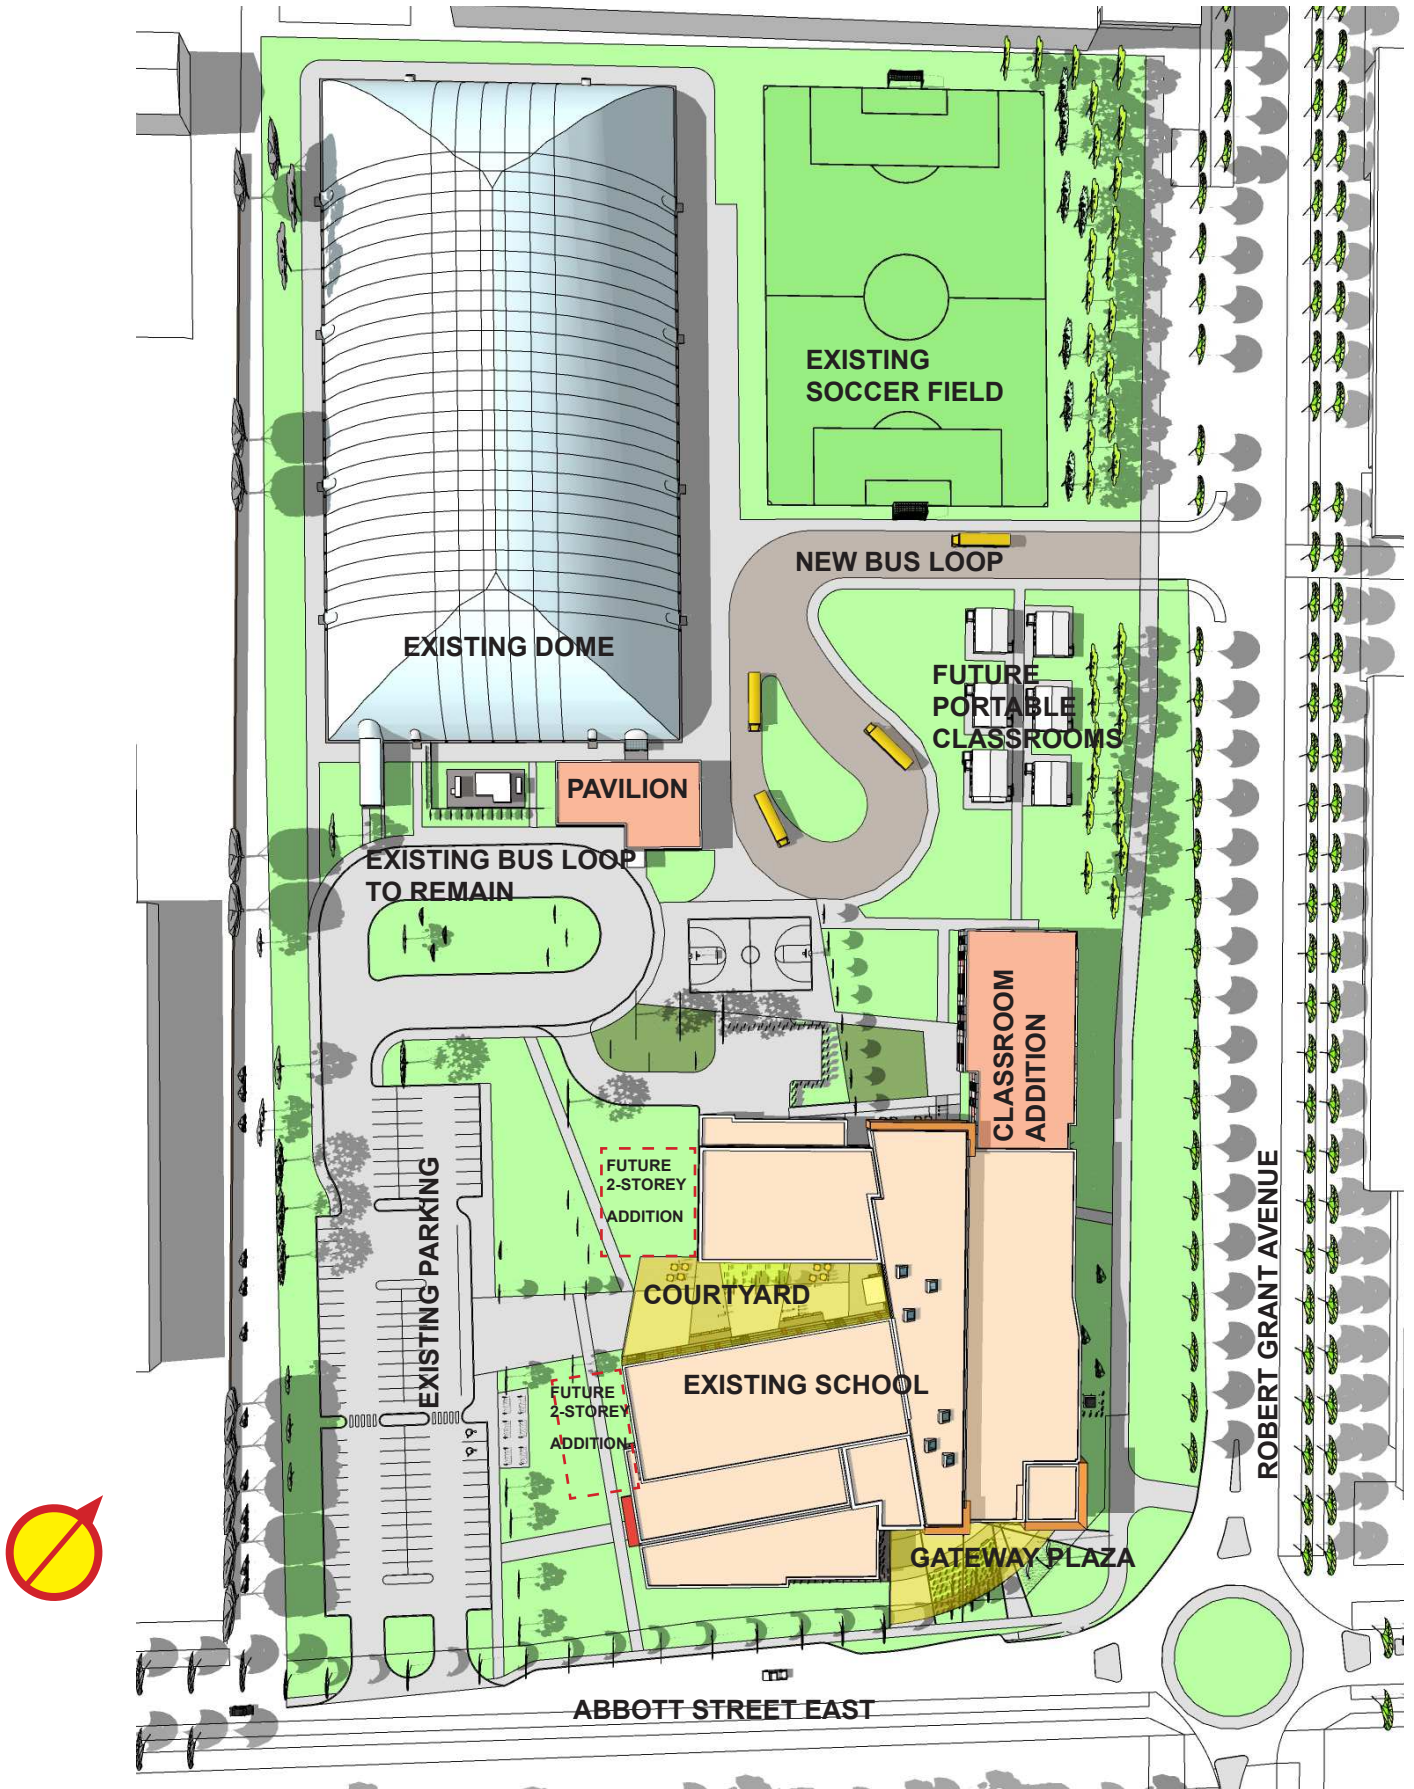 EXISTING
SOCCER FIELD
NEW BUS LOOP
EXISTING DOME
FUTURE
PORTABLE
CLASSROOMS
PAVILION
EXISTING BUS LOOP
TO REMAIN
CLASSROOM
ADDITION
FUTURE
2-STOREY
ADDITION
EXISTING PARKING
ROBERT GRANT AVENUE
COURTYARD
EXISTING SCHOOL
FUTURE
2-STOREY
ADDITION
GATEWAY PLAZA
ABBOTT STREET EAST